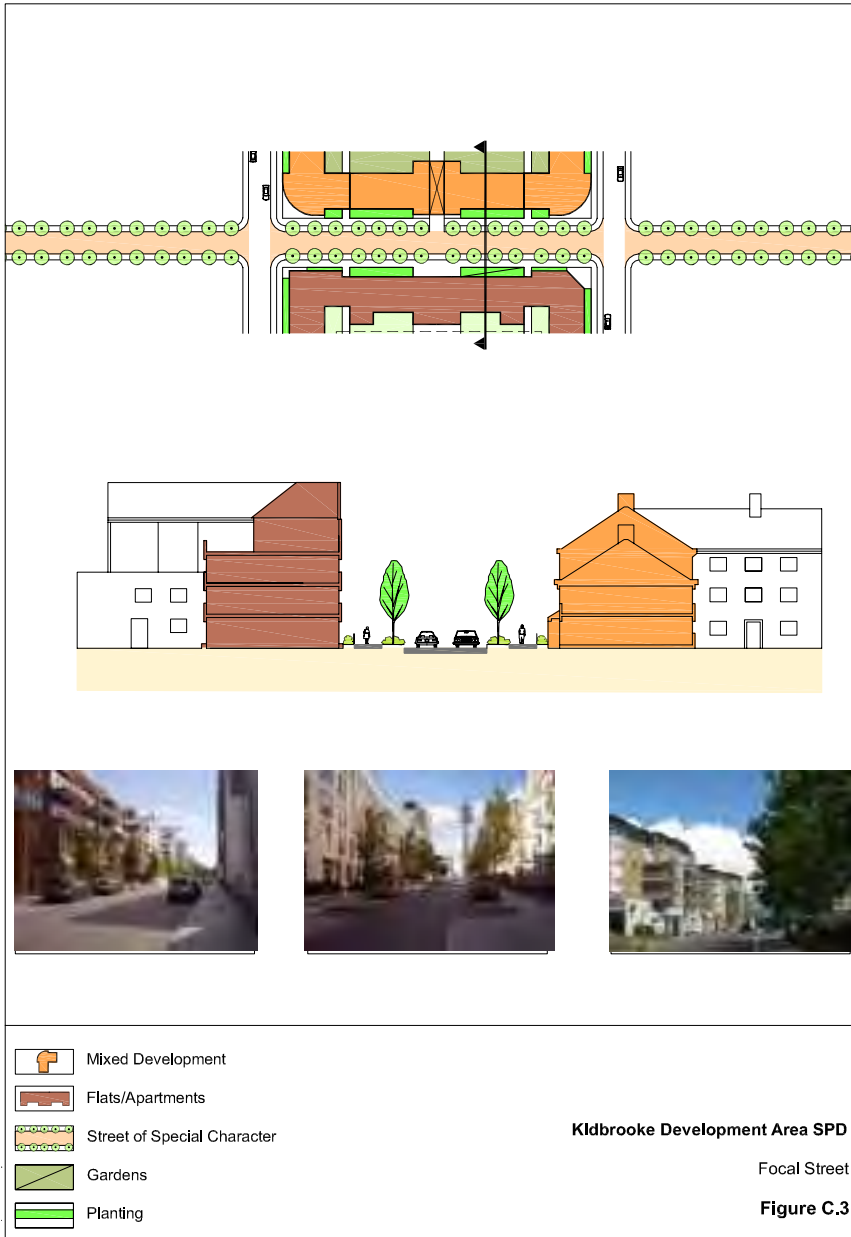 Mixed Development
Flats/Apartments
Street of Special Character
Gardens
Planting
Kidbrooke Development Area SPD
Focal Street
Figure C.3